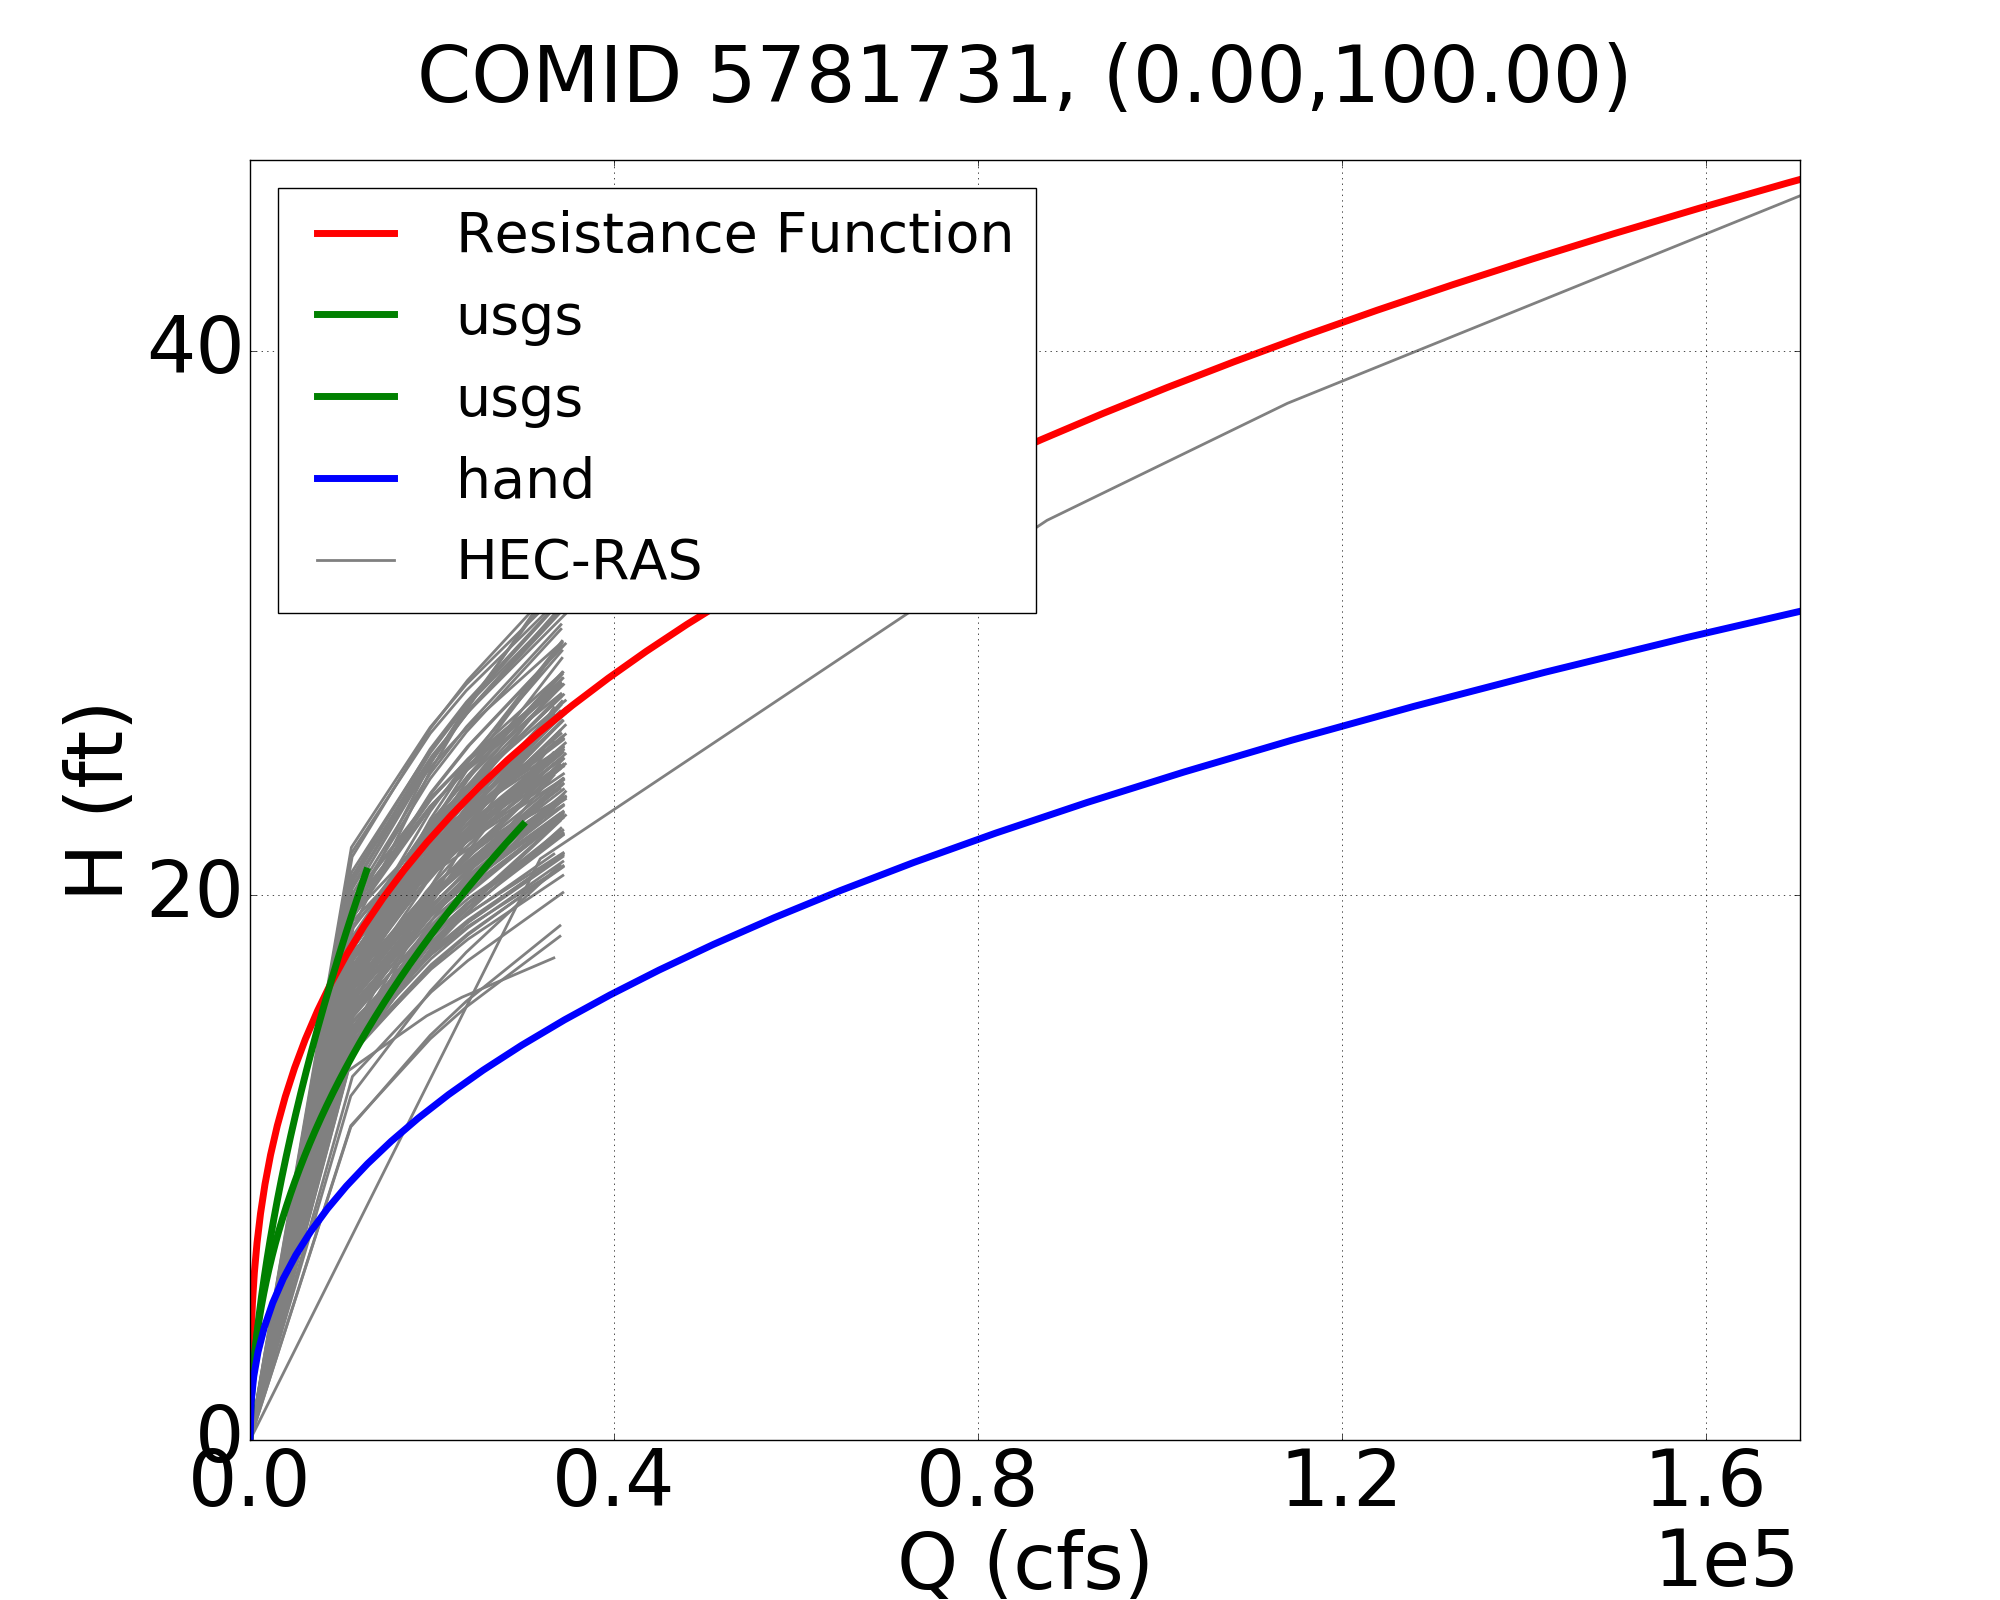 COMID 5781731, (0.00,100.00)
Resistance Function
usgs
usgs
hand
HEC-RAS
40
20
0
H (ft)
0.0 0.4 0.8 1.2 1.6
1e5
Q (cfs)